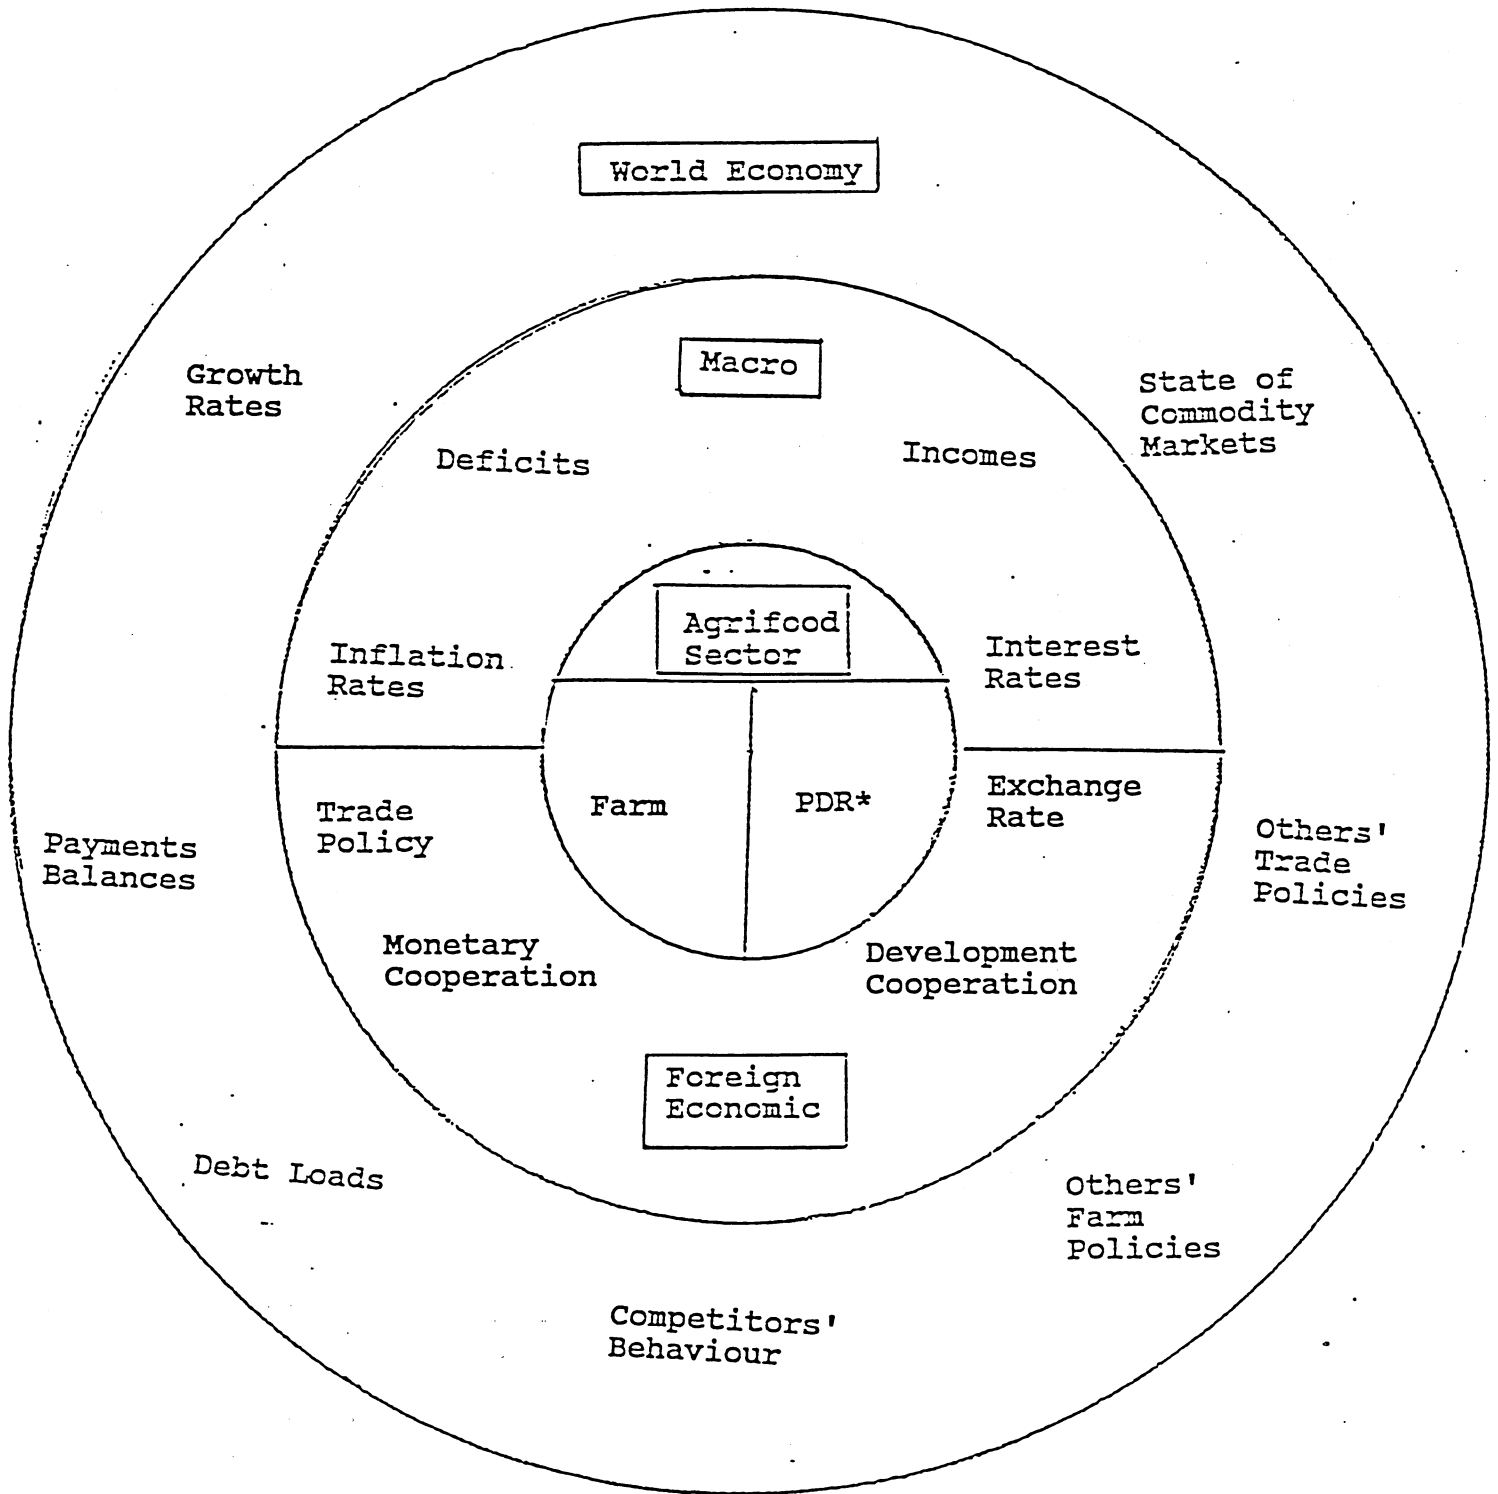 World Economy
Growth
Rates
State of
Commodity
Markets
Macro
Deficits
Incomes
Agrifood
Sector
Inflation
Rates
Interest
Rates
Farm
PDR*
Trade
Policy
Exchange
Rate
Payments
Balances
Others'
Trade
Policies
Monetary
Cooperation
Development
Cooperation
Foreign
Economic
Debt Loads
Others'
Farm
Policies
Competitors'
Behaviour